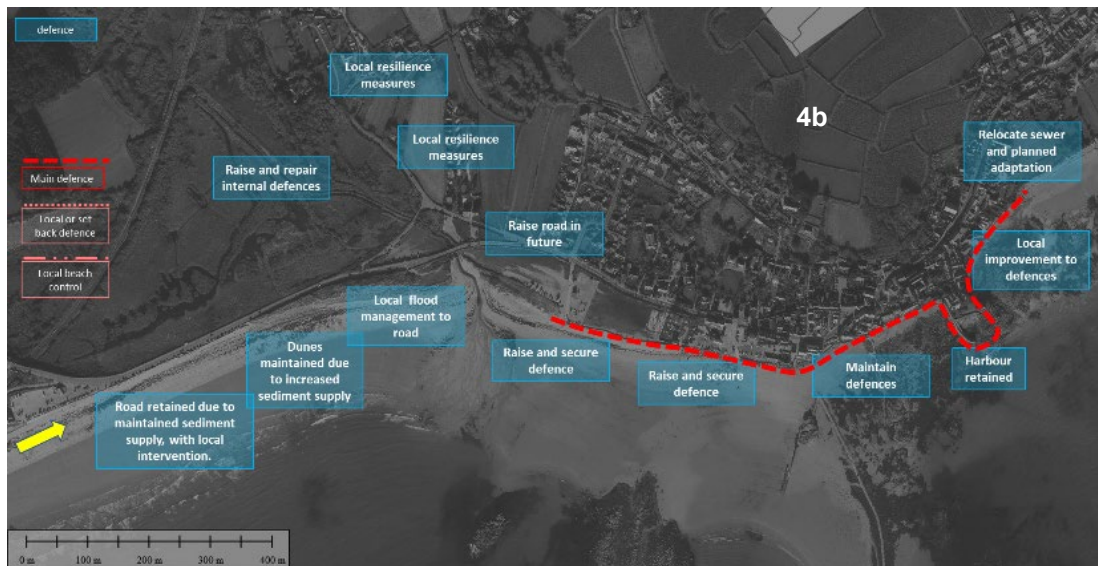 defence
Local resilience
measures
4b
Local resilience
measures
Relocate sewer
and planned
adaptation
Main defence
Raise and repair
internal defences
Local or set
back defence
Raise road in
future
Local
improvement to
defences
Local beach
control
Local flood
management to
road
Dunes
maintained due
to increased
sediment supply
Raise and secure
defence
Raise and secure
defence
Maintain
defences
Harbour
retained
Road retained due to
maintained sediment
supply, with local
intervention.
0 m
100 m
200 m
300 m
400 m